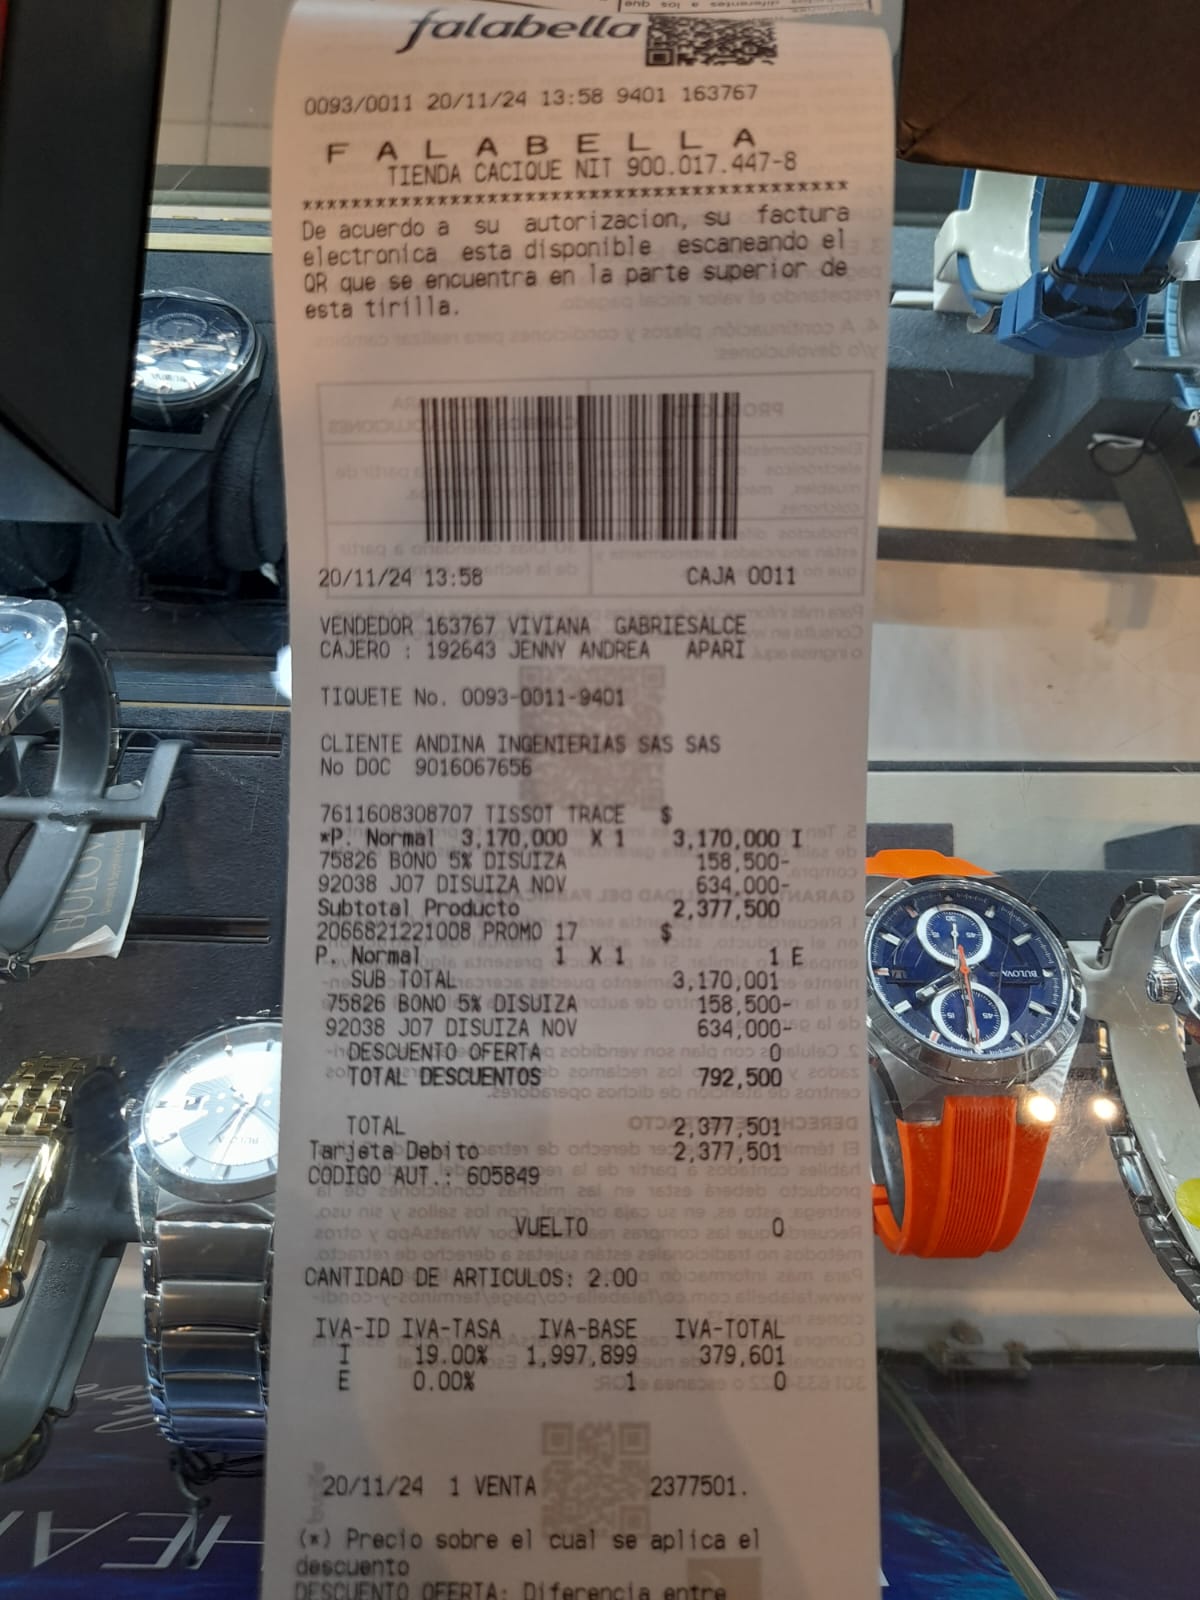 falabella
0093/0011 20/11/24 13:58 9401 163767
F A L A B E L L A
TIENDA CACIQUE NIT 900.017.447-8
************************************************
De acuerdo a su autorizacion, su factura
electronica esta disponible escaneando el
QR que se encuentra en la parte superior de
esta tirilla.
20/11/24 13:58 CAJA 0011
VENDEDOR 163767 VIVIANA GABRIESALCE
CAJERO : 192643 JENNY ANDREA APARI
TIQUETE No. 0093-0011-9401
CLIENTE ANDINA INGENIERIAS SAS SAS
No DOC 9016067656
7611608308707 TISSOT TRACE $
*P. Normal 3,170,000 X 1 3,170,000 I
75826 BONO 5% DISUIZA 158,500-
92038 J07 DISUIZA NOV 634,000-
Subtotal Producto 2,377,500
2066821221008 PROMO 17 $
P. Normal 1 X 1 1 E
SUB TOTAL 3,170,001
75826 BONO 5% DISUIZA 158,500-
92038 J07 DISUIZA NOV 634,000-
DESCUENTO OFERTA 0
TOTAL DESCUENTOS 792,500
TOTAL 2,377,501
Tarjeta Debito 2,377,501
CODIGO AUT.: 605849
VUELTO 0
CANTIDAD DE ARTICULOS: 2.00
IVA-ID IVA-TASA IVA-BASE IVA-TOTAL
I 19.00% 1,997,899 379,601
E 0.00% 1 0
20/11/24 1 VENTA 2377501.
(*) Precio sobre el cual se aplica el
descuento
DESCUENTO OFERTA: Diferencia entre
BULOVA
BULOVA